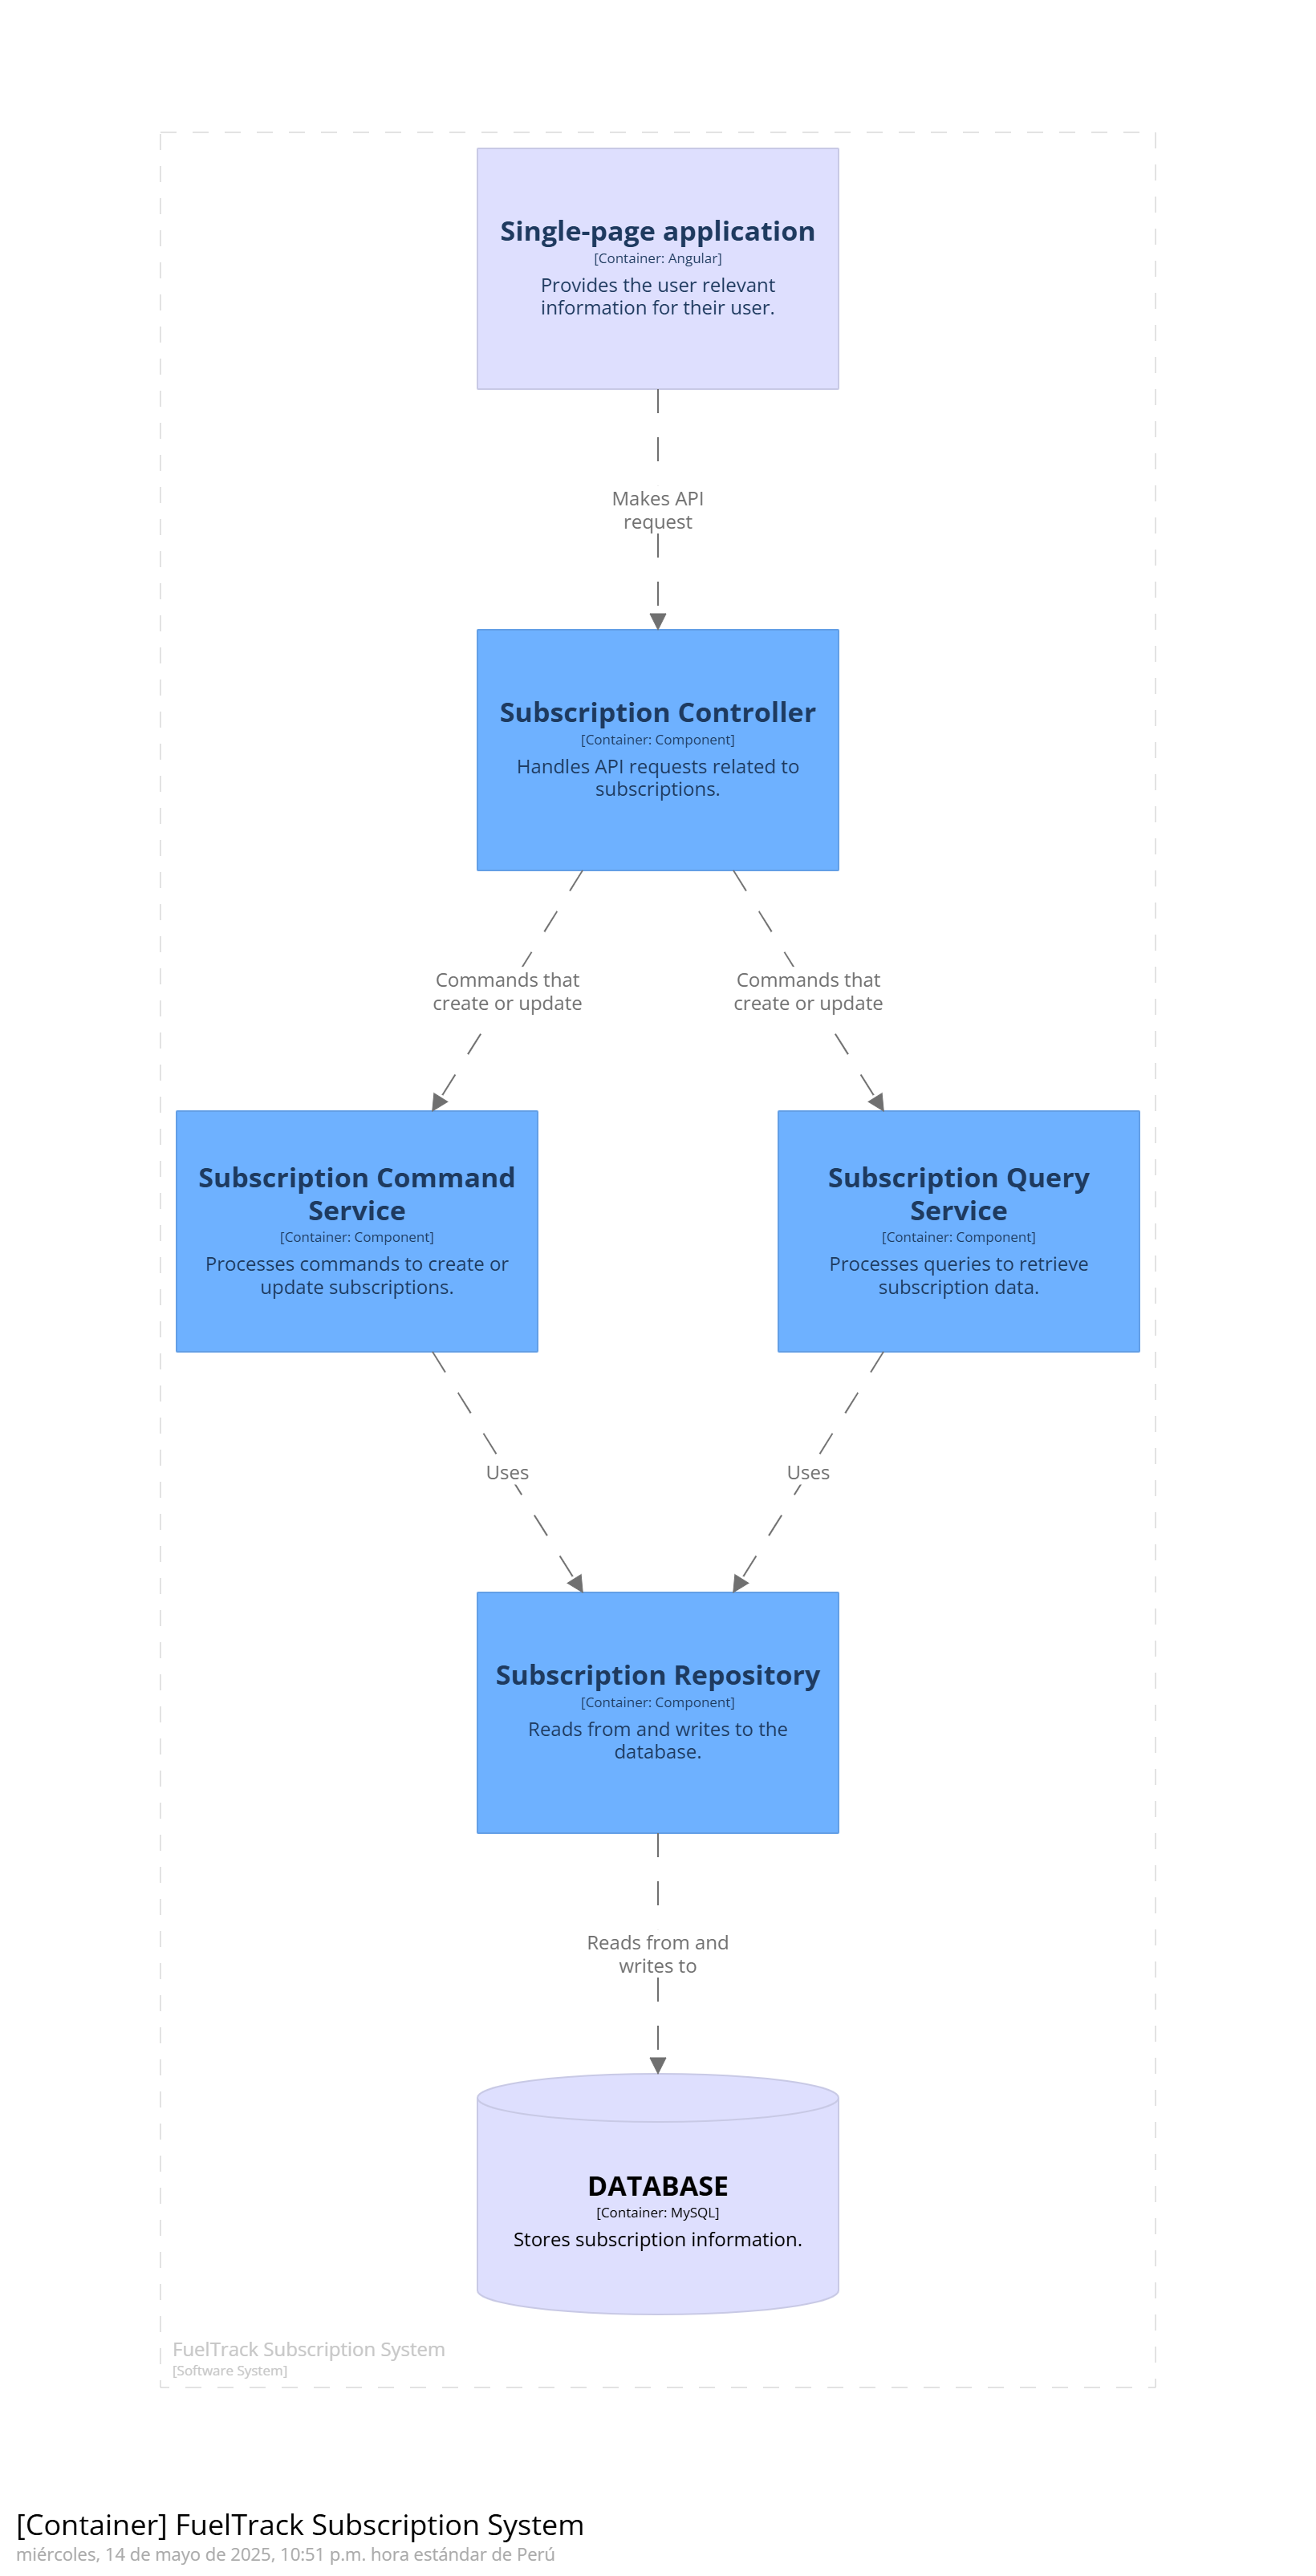 Single-page application
[Container: Angular]
Provides the user relevant
information for their user.
Makes API
request
Subscription Controller
[Container: Component]
Handles API requests related to
subscriptions.
Commands that
create or update
Commands that
create or update
Subscription Command
Service
[Container: Component]
Processes commands to create or
update subscriptions.
Subscription Query
Service
[Container: Component]
Processes queries to retrieve
subscription data.
Uses
Uses
Subscription Repository
[Container: Component]
Reads from and writes to the
database.
Reads from and
writes to
DATABASE
[Container: MySQL]
Stores subscription information.
FuelTrack Subscription System
[Software System]
[Container] FuelTrack Subscription System
miércoles, 14 de mayo de 2025, 10:51 p.m. hora estándar de Perú